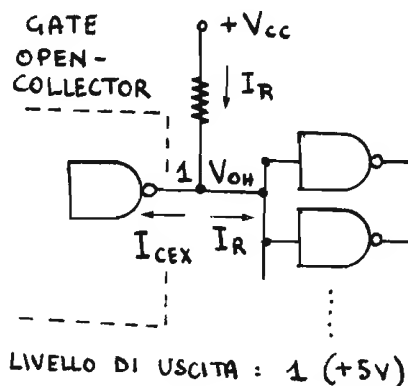 GATE
OPEN-
COLLECTOR
+Vcc
IR
1 VOH
ICEX IR
LIVELLO DI USCITA : 1 (+5V)